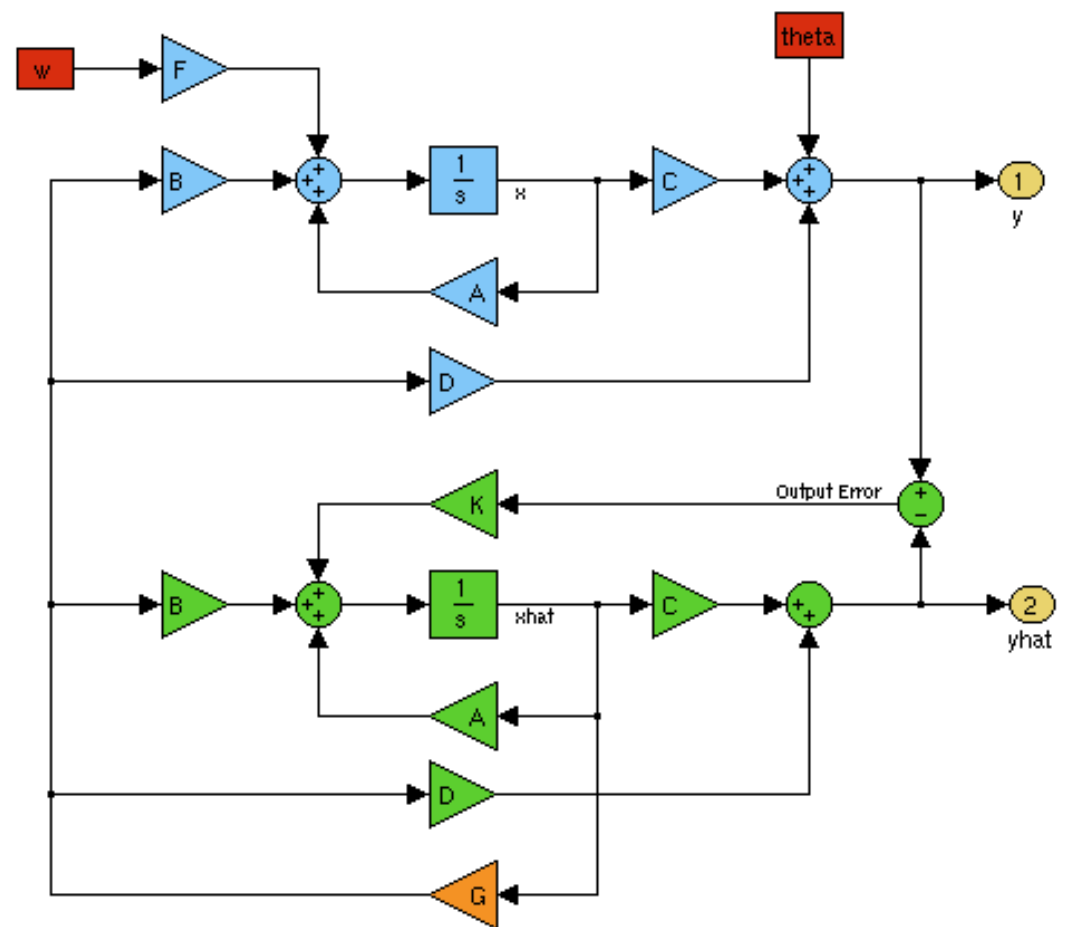 theta
w
F
B
+
+
+
1
s
x
C
+
+
+
1
y
A
D
K
Output Error
+
−
B
+
+
+
1
s
xhat
C
+
+
2
yhat
A
D
G